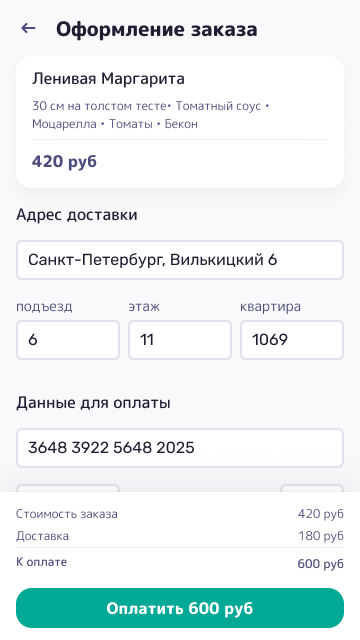 Оформление заказа
Ленивая Маргарита
30 см на толстом тесте• Томатный соус •
Моцарелла • Томаты • Бекон
420 руб
Адрес доставки
Санкт-Петербург, Вилькицкий 6
подъезд этаж квартира
6 11 1069
Данные для оплаты
3648 3922 5648 2025
Стоимость заказа 420 руб
Доставка 180 руб
К оплате 600 руб
Оплатить 600 руб